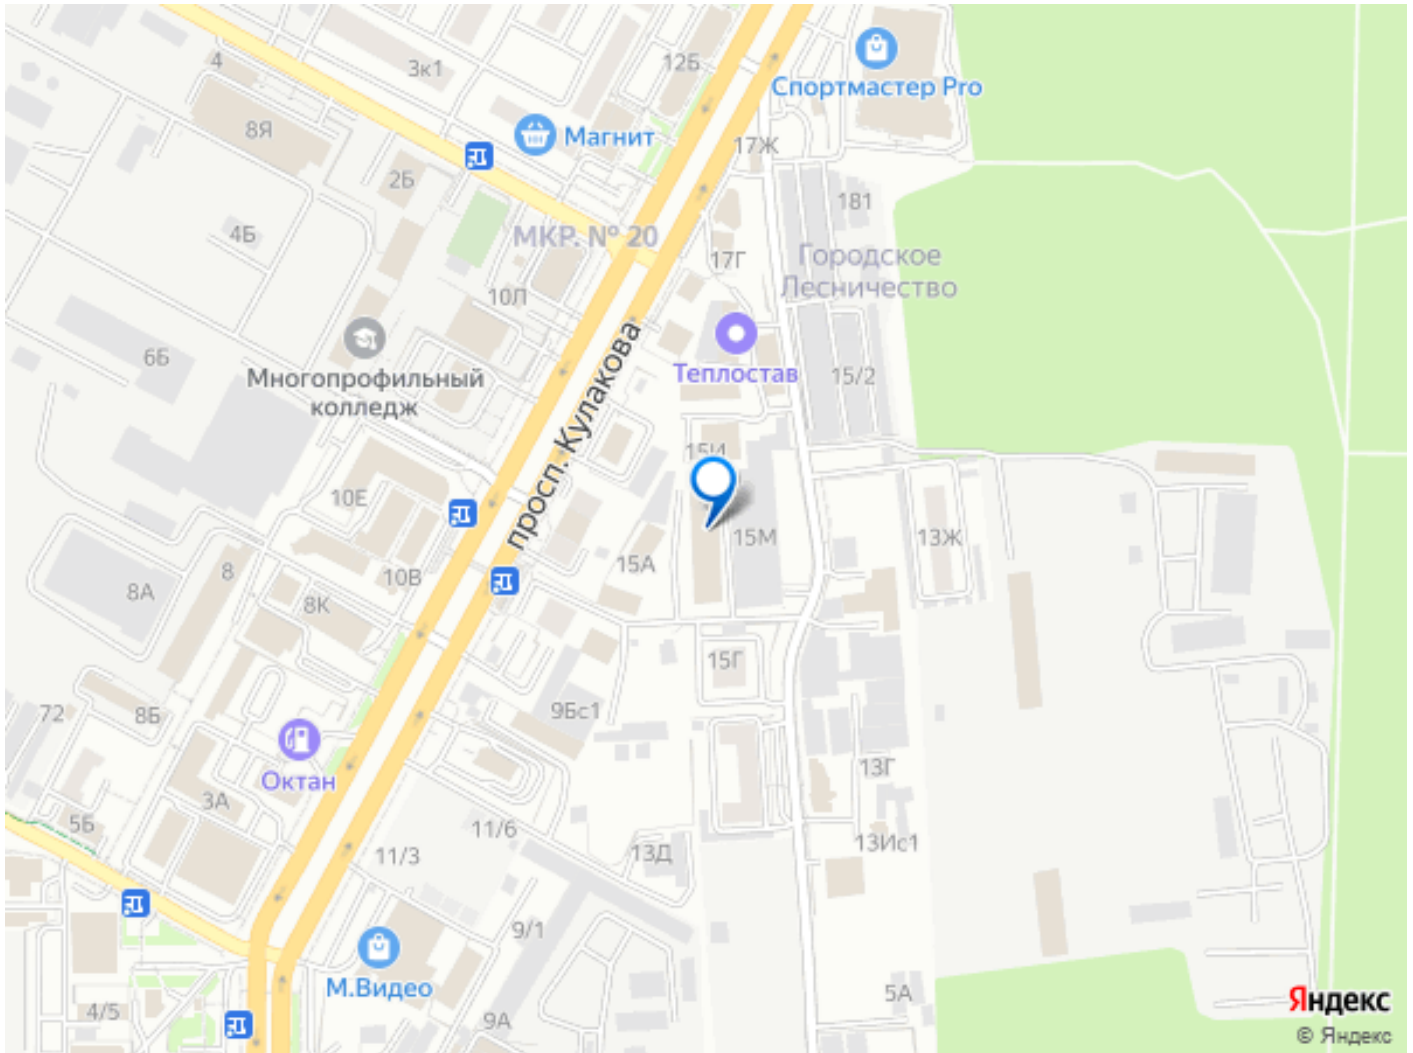 4
3к1
12Б
Спортмастер Pro
8Я
Магнит
17Ж
2Б
181
4Б
МКР. № 20
17Г
Городское
Лесничество
10Л
6Б
Многопрофильный
колледж
Теплостав
15/2
просп. Кулакова
15И
10Е
15М
13Ж
15А
8
10В
8А
8К
15Г
72
8Б
9Бс1
Октан
13Г
3А
5Б
11/6
11/3
13Д
13Ис1
9/1
М.Видео
4/5
9А
5А
Яндекс
© Яндекс